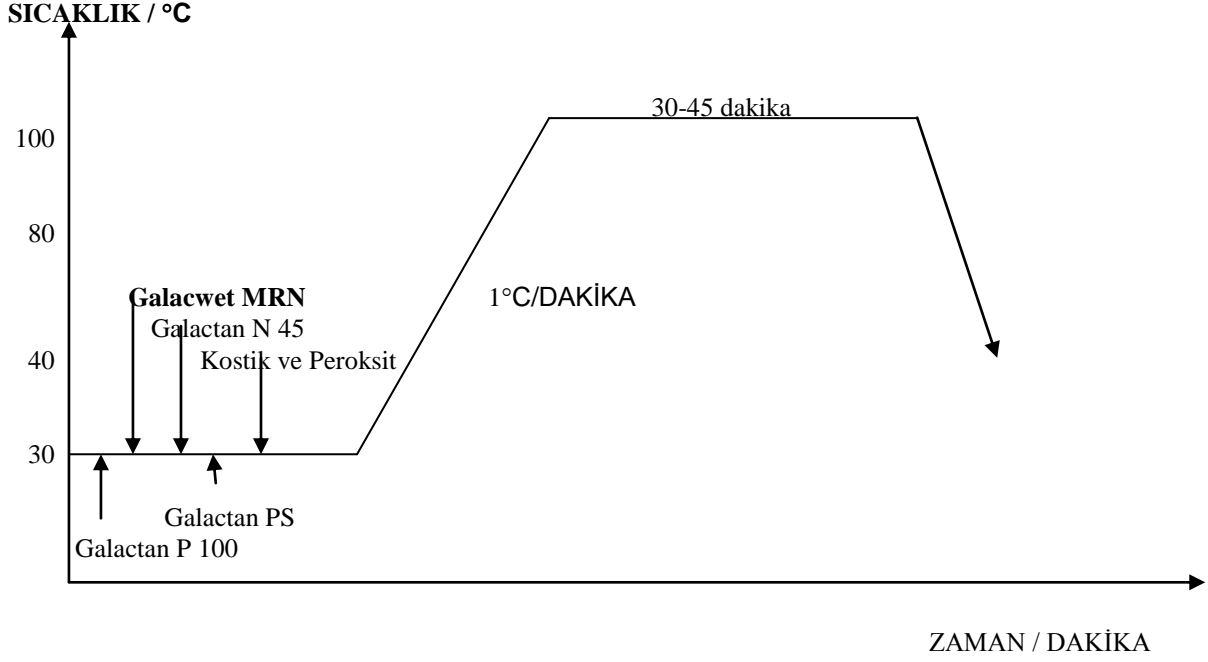 SICAKLIK / °C
30-45 dakika
100
80
Galacwet MRN
1°C/DAKİKA
Galactan N 45
40
Kostik ve Peroksit
30
Galactan PS
Galactan P 100
ZAMAN / DAKİKA